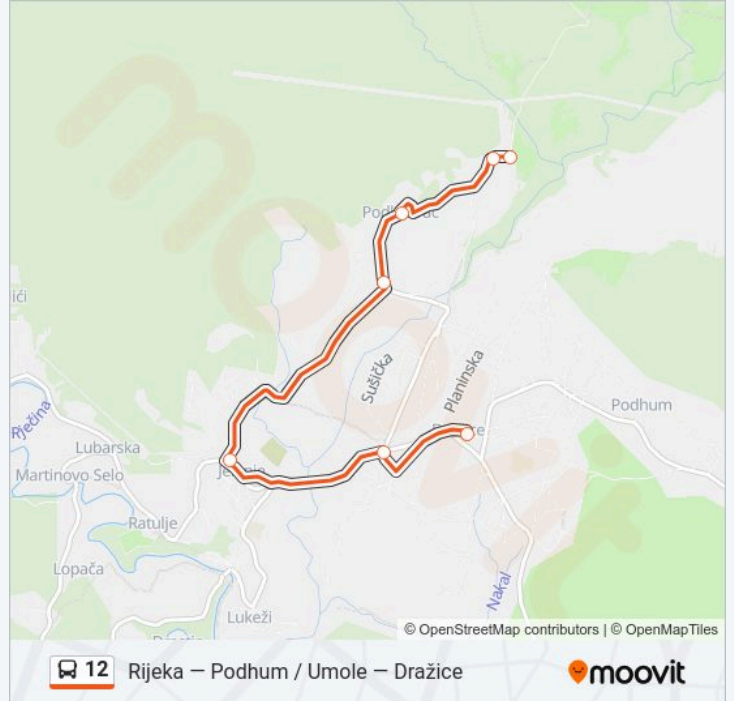 Sušička
Planinska
Podhum
ići
Rječina
Lubarska
Martinovo Selo
Ratulje
Lopača
Lukeži
Nakal
© OpenStreetMap contributors | © OpenMapTiles
12 Rijeka – Podhum / Umole – Dražice
moovit